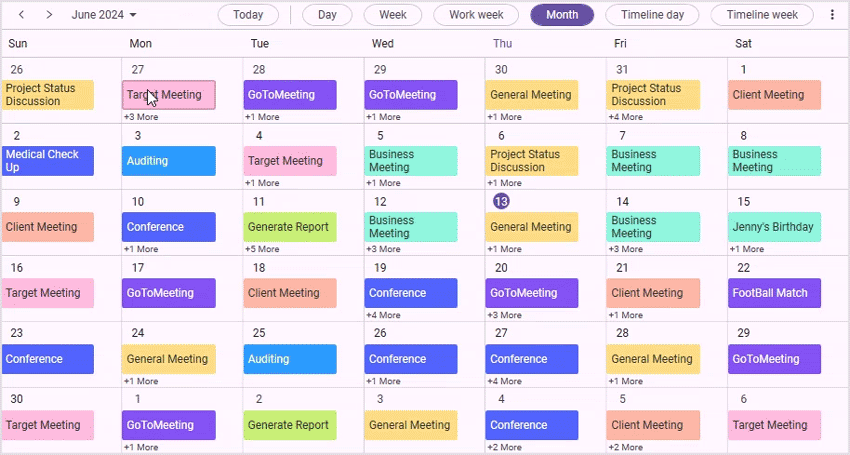 June 2024 Today Day Week Work week Month Timeline day Timeline week
Sun Mon Tue Wed Thu Fri Sat
26 27 28 29 30 31 1
Project Status Discussion Target Meeting GoToMeeting GoToMeeting General Meeting Project Status Discussion Client Meeting
+3 More +1 More +1 More +1 More +4 More
2 3 4 5 6 7 8
Medical Check Up Auditing Target Meeting Business Meeting Project Status Discussion Business Meeting Business Meeting
+1 More +1 More +1 More
9 10 11 12 13 14 15
Client Meeting Conference Generate Report Business Meeting General Meeting Business Meeting Jenny's Birthday
+1 More +5 More +3 More +1 More +3 More +1 More
16 17 18 19 20 21 22
Target Meeting GoToMeeting Client Meeting Conference GoToMeeting Client Meeting FootBall Match
+4 More +3 More +1 More
23 24 25 26 27 28 29
Conference General Meeting Auditing Conference Conference General Meeting GoToMeeting
+1 More +1 More +4 More +1 More
30 1 2 3 4 5 6
Target Meeting GoToMeeting Generate Report General Meeting Conference Client Meeting Target Meeting
+1 More +2 More +2 More